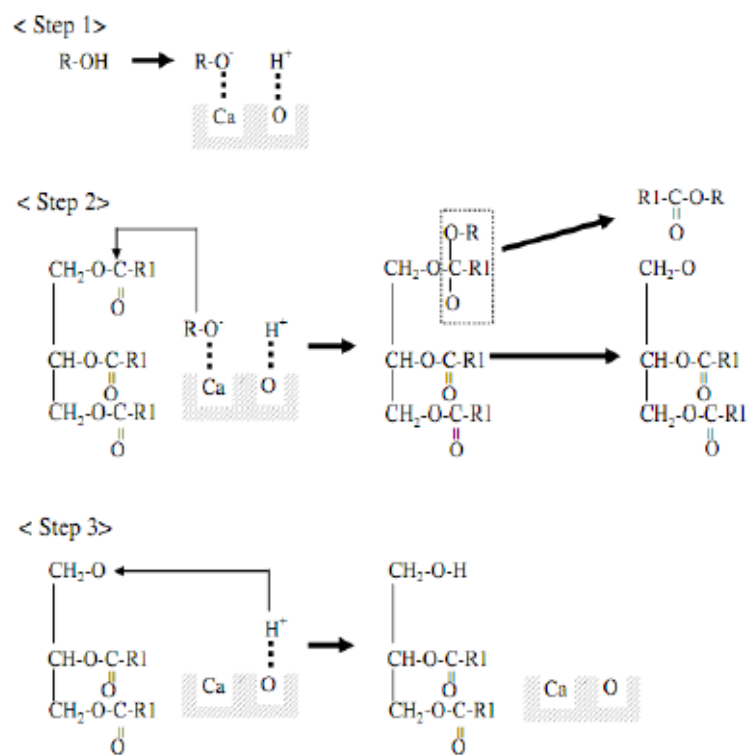 < Step 1>
R-OH R-O⁻ H⁺
Ca O
< Step 2>
R1-C-O-R
O
O-R
CH₂-O-C-R1 CH₂-O-C-R1 CH₂-O
O O
R-O⁻ H⁺
CH-O-C-R1 Ca O CH-O-C-R1 CH-O-C-R1
O O O
CH₂-O-C-R1 CH₂-O-C-R1 CH₂-O-C-R1
O O O
< Step 3>
CH₂-O CH₂-O-H
H⁺
CH-O-C-R1 Ca O CH-O-C-R1 Ca O
O O
CH₂-O-C-R1 CH₂-O-C-R1
O O